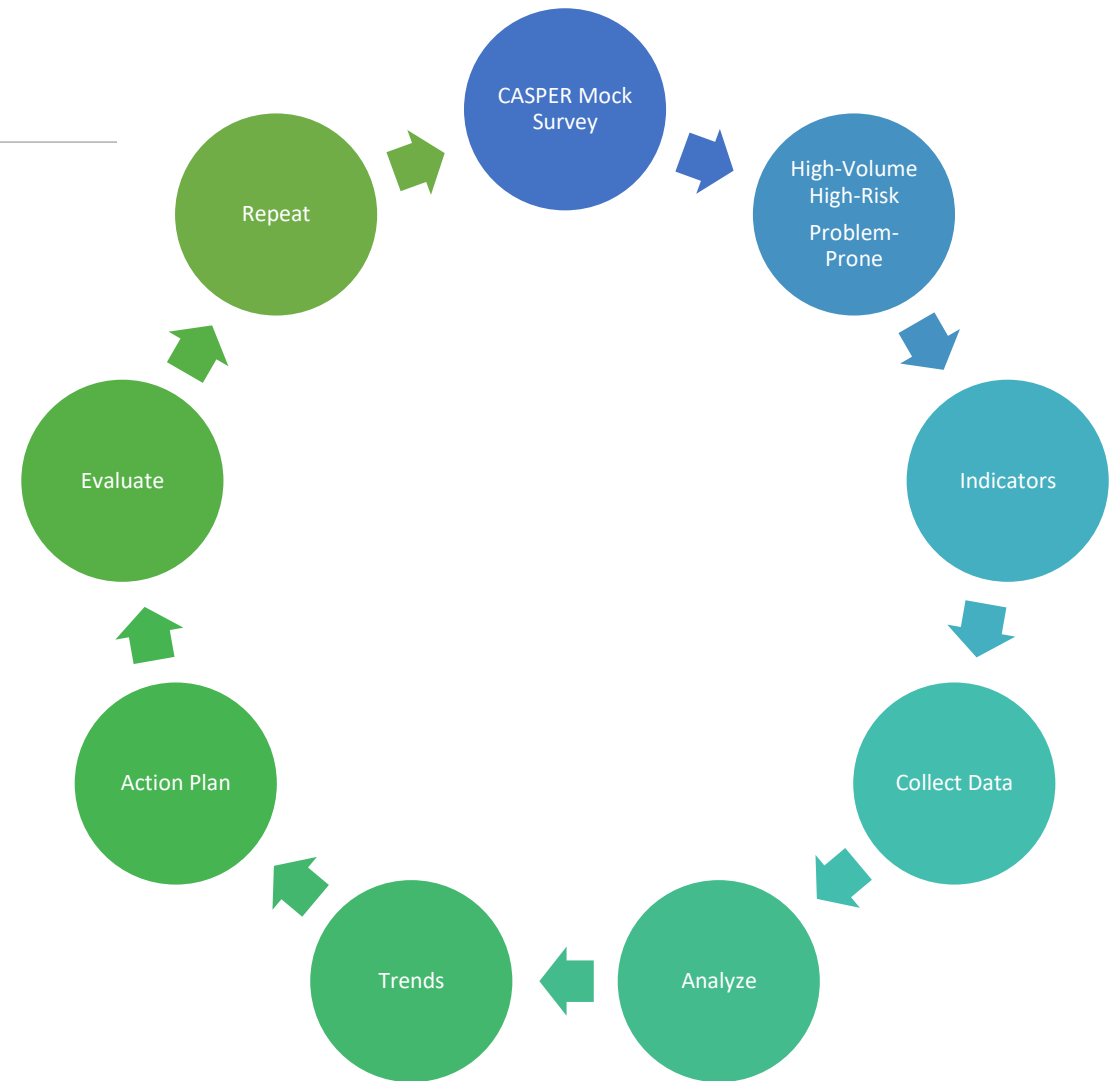 CASPER Mock
Survey
High-Volume
High-Risk
Problem-
Prone
Indicators
Collect Data
Analyze
Trends
Action Plan
Evaluate
Repeat